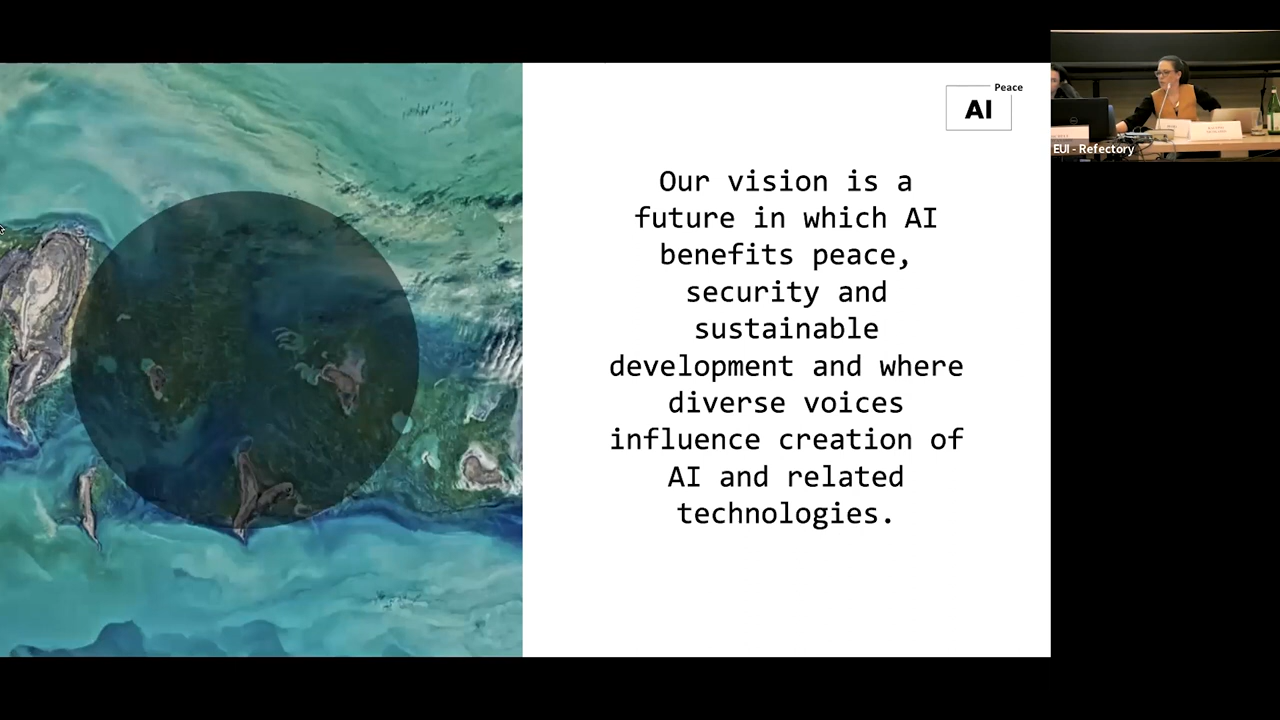 Peace
AI
Our vision is a
future in which AI
benefits peace,
security and
sustainable
development and where
diverse voices
influence creation of
AI and related
technologies.
EUI - Refectory